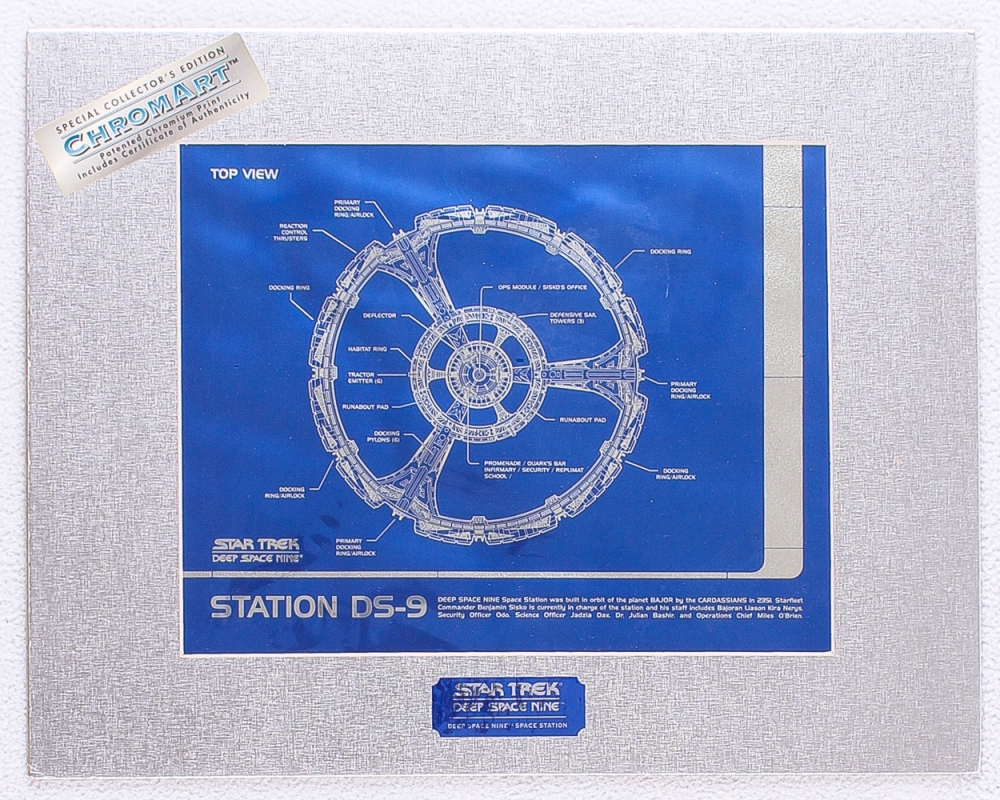 SPECIAL COLLECTOR'S EDITION
CHROMART™
Patented Chromium Print
Includes Certificate of Authenticity
TOP VIEW
PRIMARY
DOCKING
RING/AIRLOCK
REACTION
CONTROL
THRUSTERS
DOCKING RING
DOCKING RING
OPS MODULE / SISKO'S OFFICE
DEFLECTOR
DEFENSIVE SAIL
TOWERS (3)
HABITAT RING
TRACTOR
EMITTER (6)
PRIMARY
DOCKING
RING/AIRLOCK
RUNABOUT PAD
RUNABOUT PAD
DOCKING
PYLONS (6)
PROMENADE / QUARK'S BAR
INFIRMARY / SECURITY / REPLIMAT
SCHOOL /
DOCKING
RING/AIRLOCK
DOCKING
RING/AIRLOCK
PRIMARY
DOCKING
RING/AIRLOCK
STAR TREK
DEEP SPACE NINE®
STATION DS-9
DEEP SPACE NINE Space Station was built in orbit of the planet BAJOR by the CARDASSIANS in 2351. Starfleet
Commander Benjamin Sisko is currently in charge of the station and his staff includes Bajoran Liason Kira Nerys,
Security Officer Odo, Science Officer Jadzia Dax, Dr. Julian Bashir, and Operations Chief Miles O'Brien.
STAR TREK®
DEEP SPACE NINE
DEEP SPACE NINE™ SPACE STATION